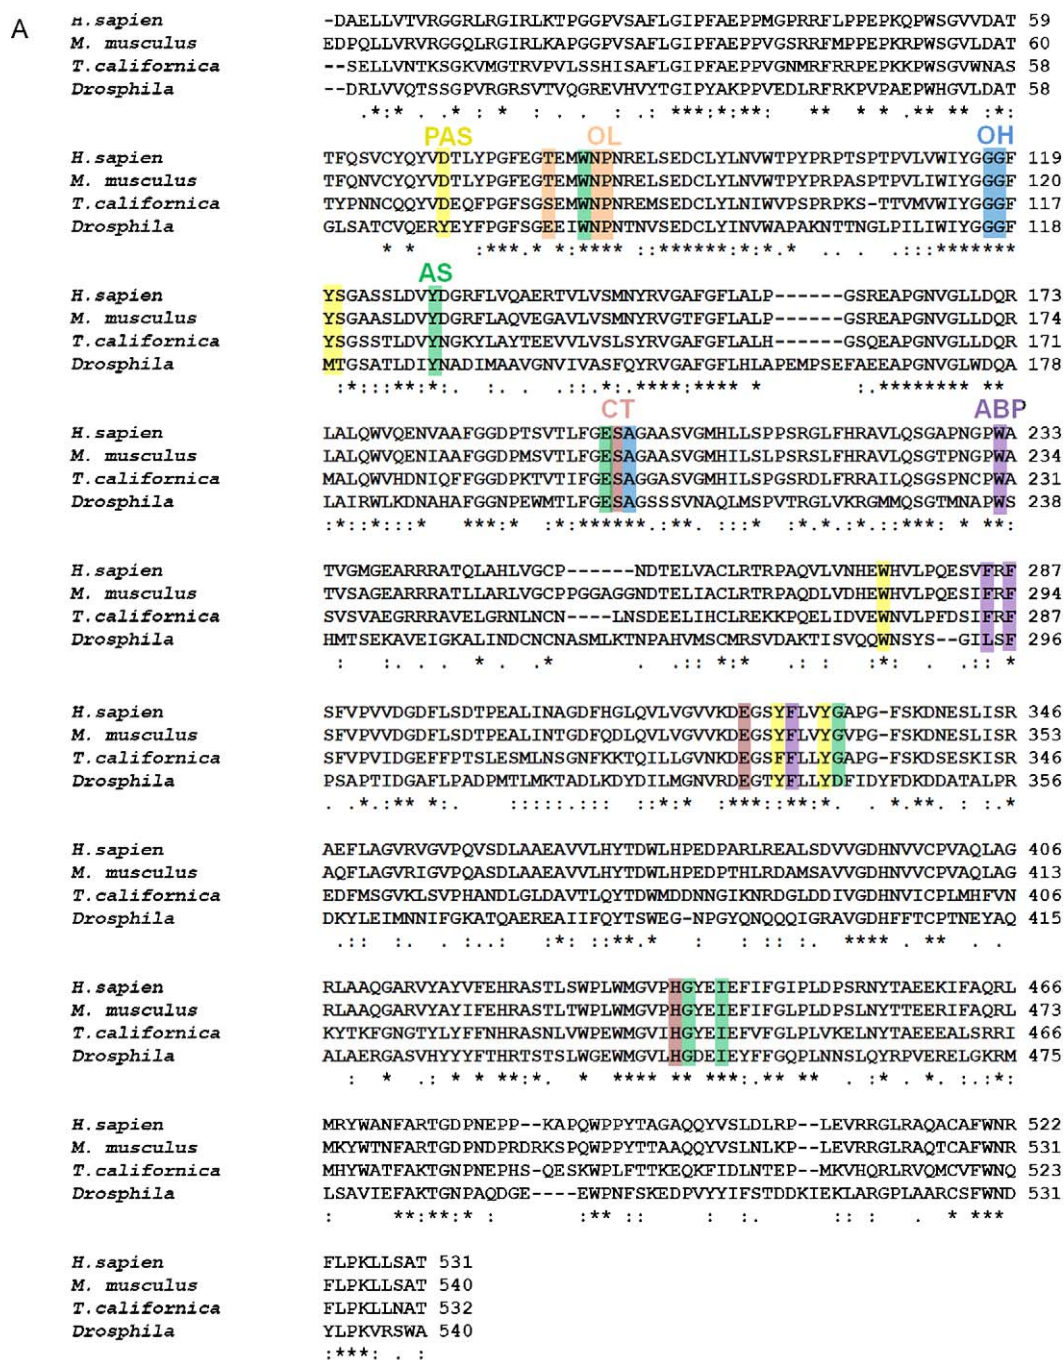 A
H.sapien -DAELLVTVRGGRLRGIRLKTPGGPVSAFLGIPFAEPPMGPRRFLPPEPKQPWSGVVDAT 59
M. musculus EDPQLLVRVRGGQLRGIRLKAPGGPVSAFLGIPFAEPPVGSRRFMPPEPKRPWSGVLDAT 60
T.californica --SELLVNTKSGKVMGTRVPVLSSHISAFLGIPFAEPPVGNMRFRRPEPKKPWSGVWNAS 58
Drosphila --DRLVVQTSSGPVRGRSVTVQGREVHVYTGIPYAKPPVEDLRFRKPVPAEPWHGVLDAT 58
.*:* . .* : * : . . .: ***:*:**: ** * * .** ** :*:
PAS OL OH
H.sapien TFQSVCYQYVDTLYPGFEGTEMWNPNRELSEDCLYLNVWTPYPRPTSPTPVLVWIYGGGF 119
M. musculus TFQNVCYQYVDTLYPGFEGTEMWNPNRELSEDCLYLNVWTPYPRPASPTPVLIWIYGGGF 120
T.californica TYPNNCQQYVDEQFPGFSGSEMWNPNREMSEDCLYLNIWVPSPRPKS-TTVMVWIYGGGF 117
Drosphila GLSATCVQERYEYFPGFSGEEIWNPNTNVSEDCLYINVWAPAKNTTNGLPILIWIYGGGF 118
* * :***.* *:**** ::******:*:*.* . .:::*******
AS
H.sapien YSGASSLDVYDGRFLVQAERTVLVSMNYRVGAFGFLALP------GSREAPGNVGLLDQR 173
M. musculus YSGAASLDVYDGRFLAQVEGAVLVSMNYRVGTFGFLALP------GSREAPGNVGLLDQR 174
T.californica YSGSSTLDVYNGKYLAYTEEVVLVSLSYRVGAFGFLALH------GSQEAPGNVGLLDQR 171
Drosphila MTGSATLDIYNADIMAAVGNVIVASFQYRVGAFGFLHLAPEMPSEFAEEAPGNVGLWDQA 178
:*:::**:*:. :. . .::.*:.****:**** * :.******** **
CT ABP
H.sapien LALQWVQENVAAFGGDPTSVTLFGESAGAASVGMHLLSPPSRGLFHRAVLQSGAPNGPWA 233
M. musculus LALQWVQENIAAFGGDPMSVTLFGESAGAASVGMHILSLPSRSLFHRAVLQSGTPNGPWA 234
T.californica MALQWVHDNIQFFGGDPKTVTIFGESAGGASVGMHILSPGSRDLFRRAILQSGSPNCPWA 231
Drosphila LAIRWLKDNAHAFGGNPEWMTLFGESAGSSSVNAQLMSPVTRGLVKRGMMQSGTMNAPWS 238
:*::*:::* ***:* :*:******.:**. :::* :*.*.:*.::***: * **:
H.sapien TVGMGEARRRATQLAHLVGCP------NDTELVACLRTRPAQVLVNHEWHVLPQESVFRF 287
M. musculus TVSAGEARRRATLLARLVGCPPGGAGGNDTELIACLRTRPAQDLVDHEWHVLPQESIFRF 294
T.californica SVSVAEGRRRAVELGRNLNCN----LNSDEELIHCLREKKPQELIDVEWNVLPFDSIFRF 287
Drosphila HMTSEKAVEIGKALINDCNCNASMLKTNPAHVMSCMRSVDAKTISVQQWNSYS--GILSF 296
: :. . * .* . .:: *:* .: : :*: . .:: *
H.sapien SFVPVVDGDFLSDTPEALINAGDFHGLQVLVGVVKDEGSYFLVYGAPG-FSKDNESLISR 346
M. musculus SFVPVVDGDFLSDTPEALINTGDFQDLQVLVGVVKDEGSYFLVYGVPG-FSKDNESLISR 353
T.californica SFVPVIDGEFFPTSLESMLNSGNFKKTQILLGVNKDEGSFFLLYGAPG-FSKDSESKISR 346
Drosphila PSAPTIDGAFLPADPMTLMKTADLKDYDILMGNVRDEGTYFLLYDFIDYFDKDDATALPR 356
. .*.:** *:. ::::::.:: ::*:* :***::**:*. . *.**. : :.*
H.sapien AEFLAGVRVGVPQVSDLAAEAVVLHYTDWLHPEDPARLREALSDVVGDHNVVCPVAQLAG 406
M. musculus AQFLAGVRIGVPQASDLAAEAVVLHYTDWLHPEDPTHLRDAMSAVVGDHNVVCPVAQLAG 413
T.californica EDFMSGVKLSVPHANDLGLDAVTLQYTDWMDDNNGIKNRDGLDDIVGDHNVICPLMHFVN 406
Drosphila DKYLEIMNNIFGKATQAEREAIIFQYTSWEG-NPGYQNQQQIGRAVGDHFFTCPTNEYAQ 415
.:: :. . :.: :*: ::**.* : : :: : **** . ** . .
H.sapien RLAAQGARVYAYVFEHRASTLSWPLWMGVPHGYEIEFIFGIPLDPSRNYTAEEKIFAQRL 466
M. musculus RLAAQGARVYAYIFEHRASTLTWPLWMGVPHGYEIEFIFGLPLDPSLNYTTEERIFAQRL 473
T.californica KYTKFGNGTYLYFFNHRASNLVWPEWMGVIHGYEIEFVFGLPLVKELNYTAEEEALSRRI 466
Drosphila ALAERGASVHYYYFTHRTSTSLWGEWMGVLHGDEIEYFFGQPLNNSLQYRPVERELGKRM 475
: * .: * * **:*. * **** ** ***:.** ** . :* . *. :.:*:
H.sapien MRYWANFARTGDPNEPP--KAPQWPPYTAGAQQYVSLDLRP--LEVRRGLRAQACAFWNR 522
M. musculus MKYWTNFARTGDPNDPRDRKSPQWPPYTTAAQQYVSLNLKP--LEVRRGLRAQTCAFWNR 531
T.californica MHYWATFAKTGNPNEPHS-QESKWPLFTTKEQKFIDLNTEP--MKVHQRLRVQMCVFWNQ 523
Drosphila LSAVIEFAKTGNPAQDGE----EWPNFSKEDPVYYIFSTDDKIEKLARGPLAARCSFWND 531
: **:**:* : :** :: : :. :: : . * ***
H.sapien FLPKLLSAT 531
M. musculus FLPKLLSAT 540
T.californica FLPKLLNAT 532
Drosphila YLPKVRSWA 540
:***: . :